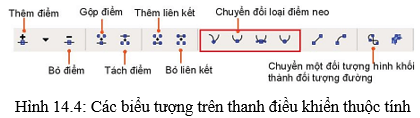 Thêm điểm
Gộp điểm
Thêm liên kết
Chuyển đổi loại điểm neo
Bỏ điểm
Tách điểm
Bỏ liên kết
Chuyển một đối tượng hình khối
thành đối tượng đường
Hình 14.4: Các biểu tượng trên thanh điều khiển thuộc tính